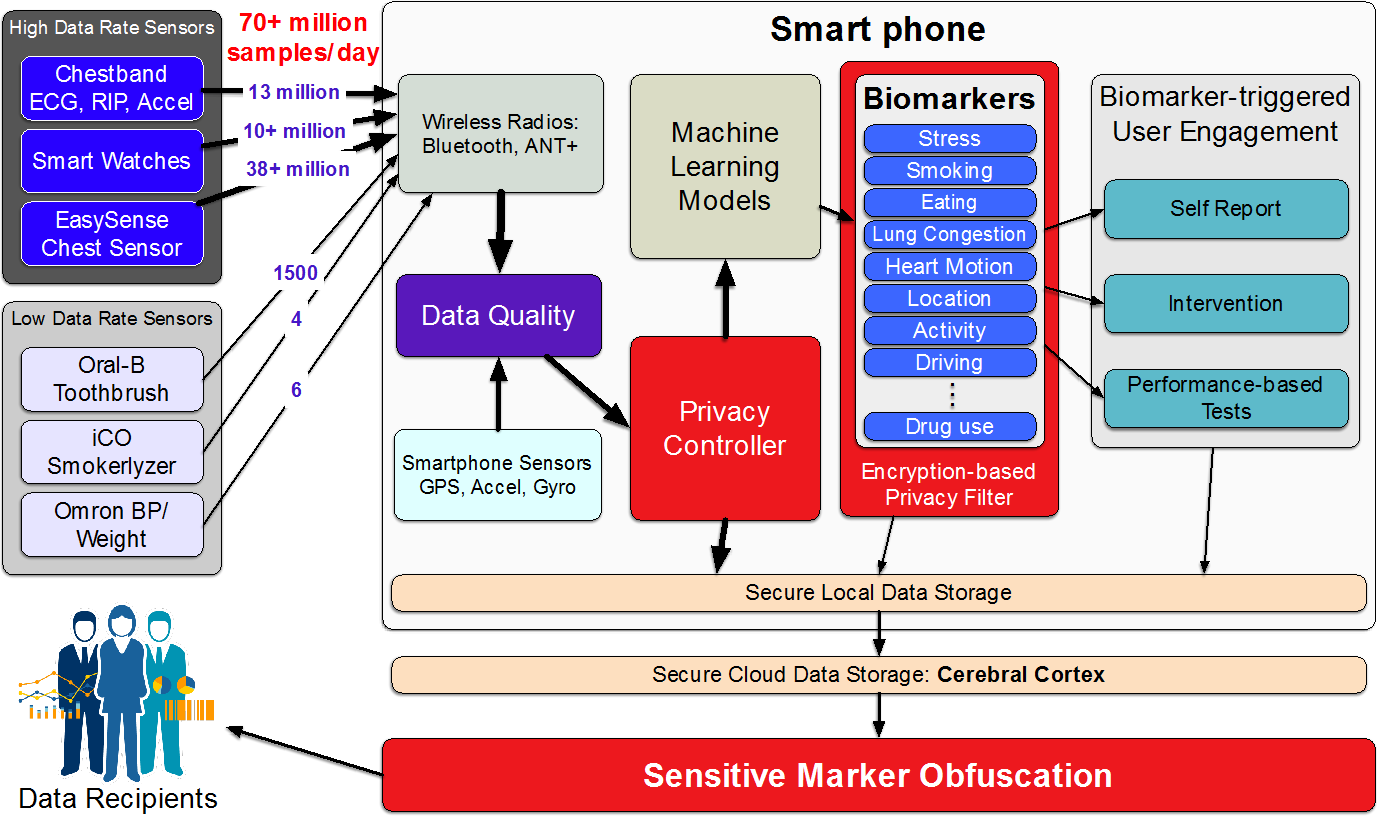 High Data Rate Sensors
Chestband
ECG, RIP, Accel
Smart Watches
EasySense
Chest Sensor
70+ million
samples/day
13 million
10+ million
38+ million
Low Data Rate Sensors
Oral-B
Toothbrush
iCO
Smokerlyzer
Omron BP/
Weight
1500
4
6
Smart phone
Wireless Radios:
Bluetooth, ANT+
Data Quality
Smartphone Sensors
GPS, Accel, Gyro
Machine
Learning
Models
Privacy
Controller
Biomarkers
Stress
Smoking
Eating
Lung Congestion
Heart Motion
Location
Activity
Driving
Drug use
Encryption-based
Privacy Filter
Biomarker-triggered
User Engagement
Self Report
Intervention
Performance-based
Tests
Secure Local Data Storage
Secure Cloud Data Storage: Cerebral Cortex
Sensitive Marker Obfuscation
Data Recipients